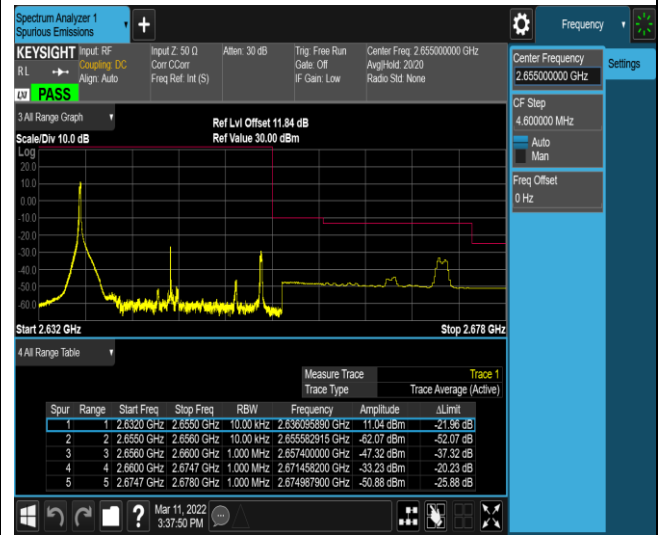 Spectrum Analyzer 1
Spurious Emissions
+
Frequency
KEYSIGHT Input: RF
Coupling: DC
Align: Auto
Input Z: 50 Ω
Corr CCorr
Freq Ref: Int (S)
Atten: 30 dB
Trig: Free Run
Gate: Off
IF Gain: Low
Center Freq: 2.655000000 GHz
Avg|Hold: 20/20
Radio Std: None
RL
LXI PASS
Center Frequency
2.655000000 GHz
Settings
CF Step
4.600000 MHz
Auto
Man
Freq Offset
0 Hz
3 All Range Graph
Ref Lvl Offset 11.84 dB
Scale/Div 10.0 dB Ref Value 30.00 dBm
Log
20.0
10.0
0.00
-10.0
-20.0
-30.0
-40.0
-50.0
-60.0
Start 2.632 GHz Stop 2.678 GHz
4 All Range Table
Measure Trace Trace 1
Trace Type Trace Average (Active)
Spur Range Start Freq Stop Freq RBW Frequency Amplitude ΔLimit
1 1 2.6320 GHz 2.6550 GHz 10.00 kHz 2.636095890 GHz 11.04 dBm -21.96 dB
2 2 2.6550 GHz 2.6560 GHz 10.00 kHz 2.655582915 GHz -62.07 dBm -52.07 dB
3 3 2.6560 GHz 2.6600 GHz 1.000 MHz 2.657400000 GHz -47.32 dBm -37.32 dB
4 4 2.6600 GHz 2.6747 GHz 1.000 MHz 2.671458200 GHz -33.23 dBm -20.23 dB
5 5 2.6747 GHz 2.6780 GHz 1.000 MHz 2.674987900 GHz -50.88 dBm -25.88 dB
?
Mar 11, 2022
3:37:50 PM